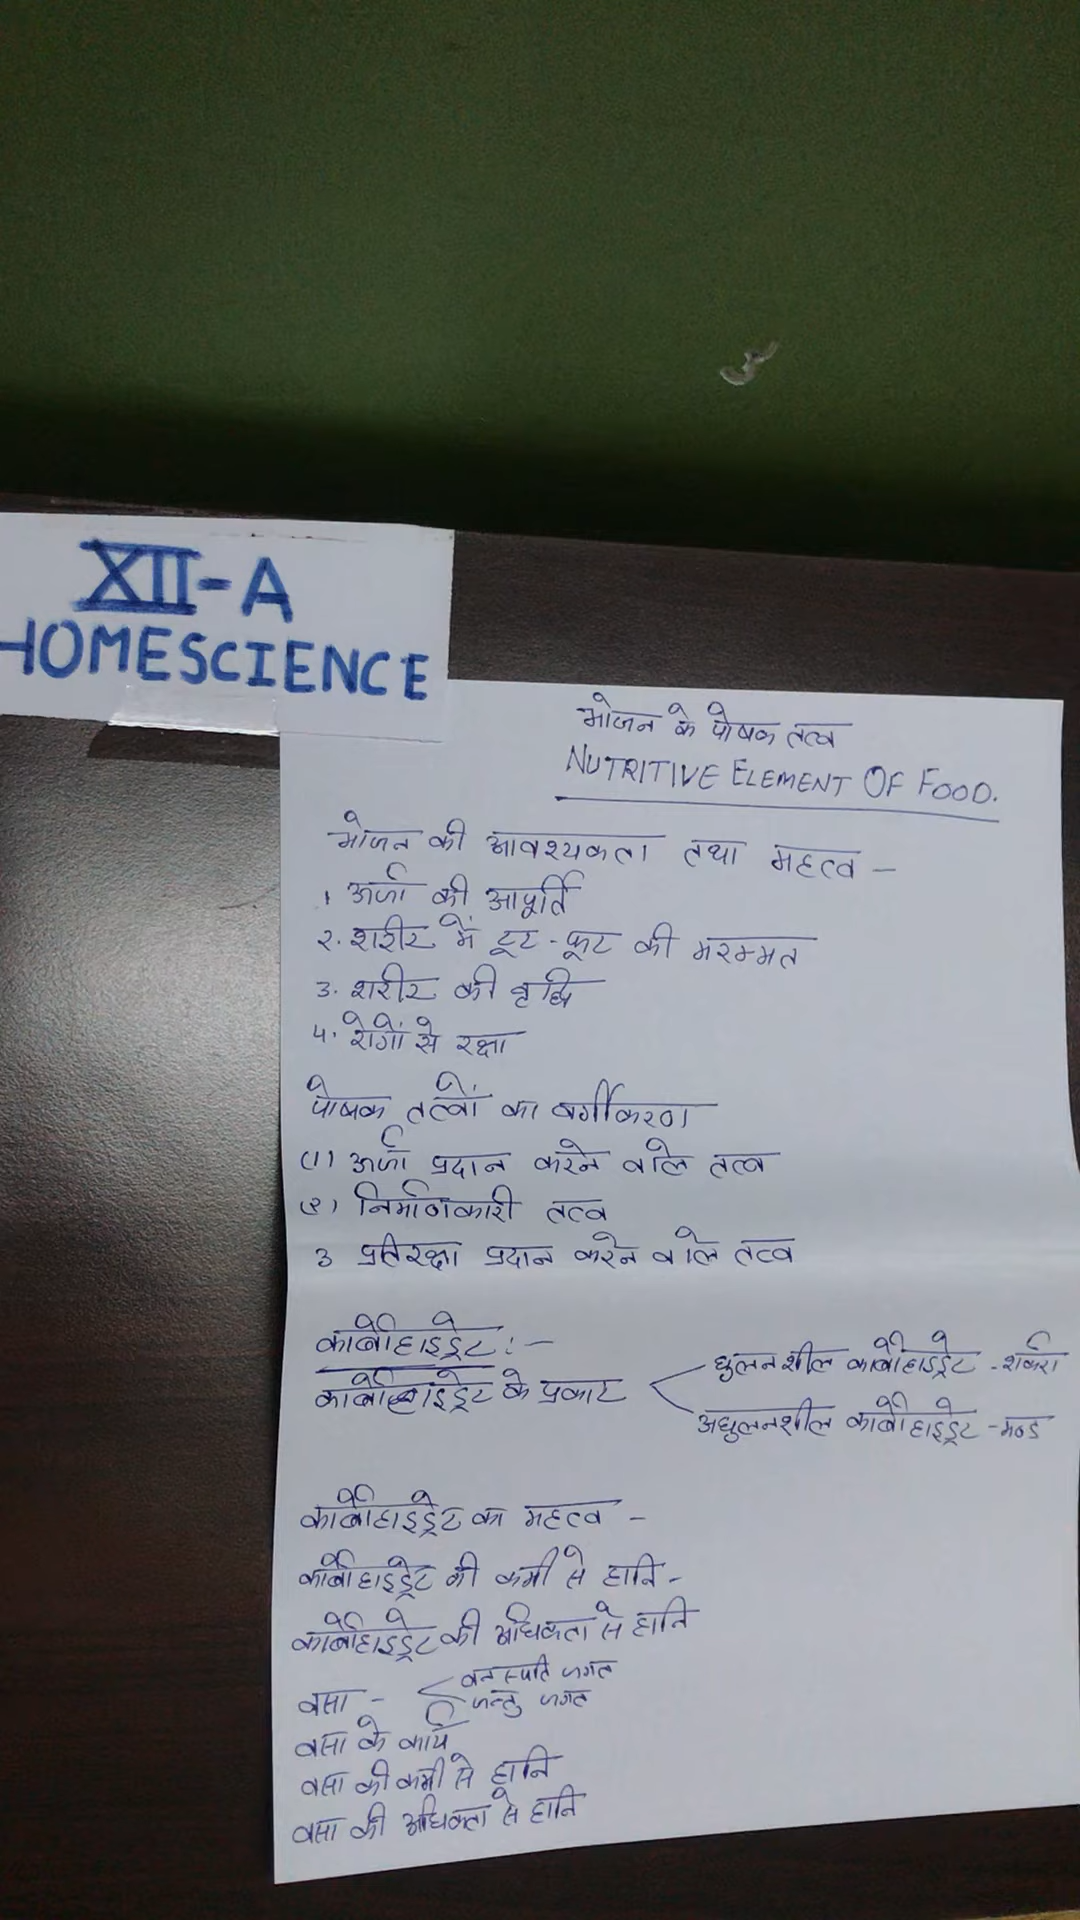 XII-A
HOMESCIENCE
भोजन के पोषक तत्व
NUTRITIVE ELEMENT OF FOOD.
भोजन की आवश्यकता तथा महत्व –
1. ऊर्जा की आपूर्ति
२. शरीर में टूट-फूट की मरम्मत
3. शरीर की वृद्धि
4. रोगों से रक्षा
पोषक तत्वों का वर्गीकरण
(1) ऊर्जा प्रदान करने वाले तत्व
(२) निर्माणकारी तत्व
3 प्रतिरक्षा प्रदान करने वाले तत्व
कार्बोहाइड्रेट :–
कार्बोहाइड्रेट के प्रकार
घुलनशील कार्बोहाइड्रेट - शर्करा
अघुलनशील कार्बोहाइड्रेट - मण्ड
कार्बोहाइड्रेट का महत्व –
कार्बोहाइड्रेट की कमी से हानि –
कार्बोहाइड्रेट की अधिकता से हानि
वसा –
वनस्पति जगत
जन्तु जगत
वसा के कार्य
वसा की कमी से हानि
वसा की अधिकता से हानि